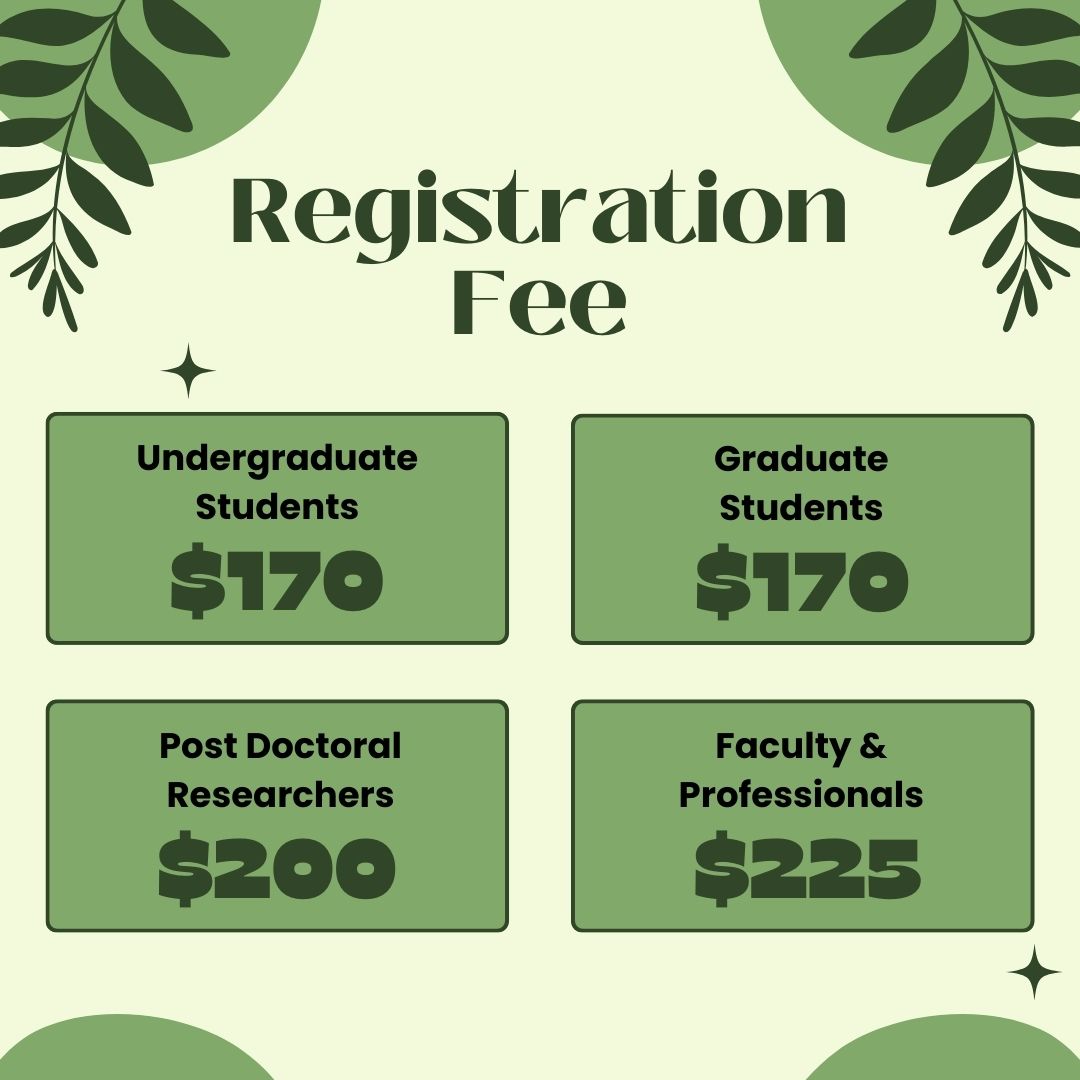 Registration
Fee
Undergraduate
Students
$170
Graduate
Students
$170
Post Doctoral
Researchers
$200
Faculty &
Professionals
$225